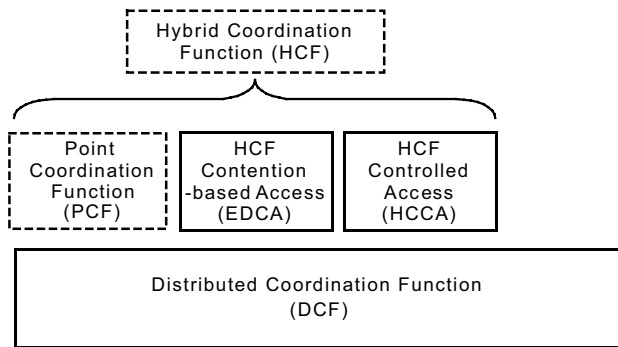 Hybrid Coordination
Function (HCF)
Point
Coordination
Function
(PCF)
HCF
Contention
-based Access
(EDCA)
HCF
Controlled
Access
(HCCA)
Distributed Coordination Function
(DCF)